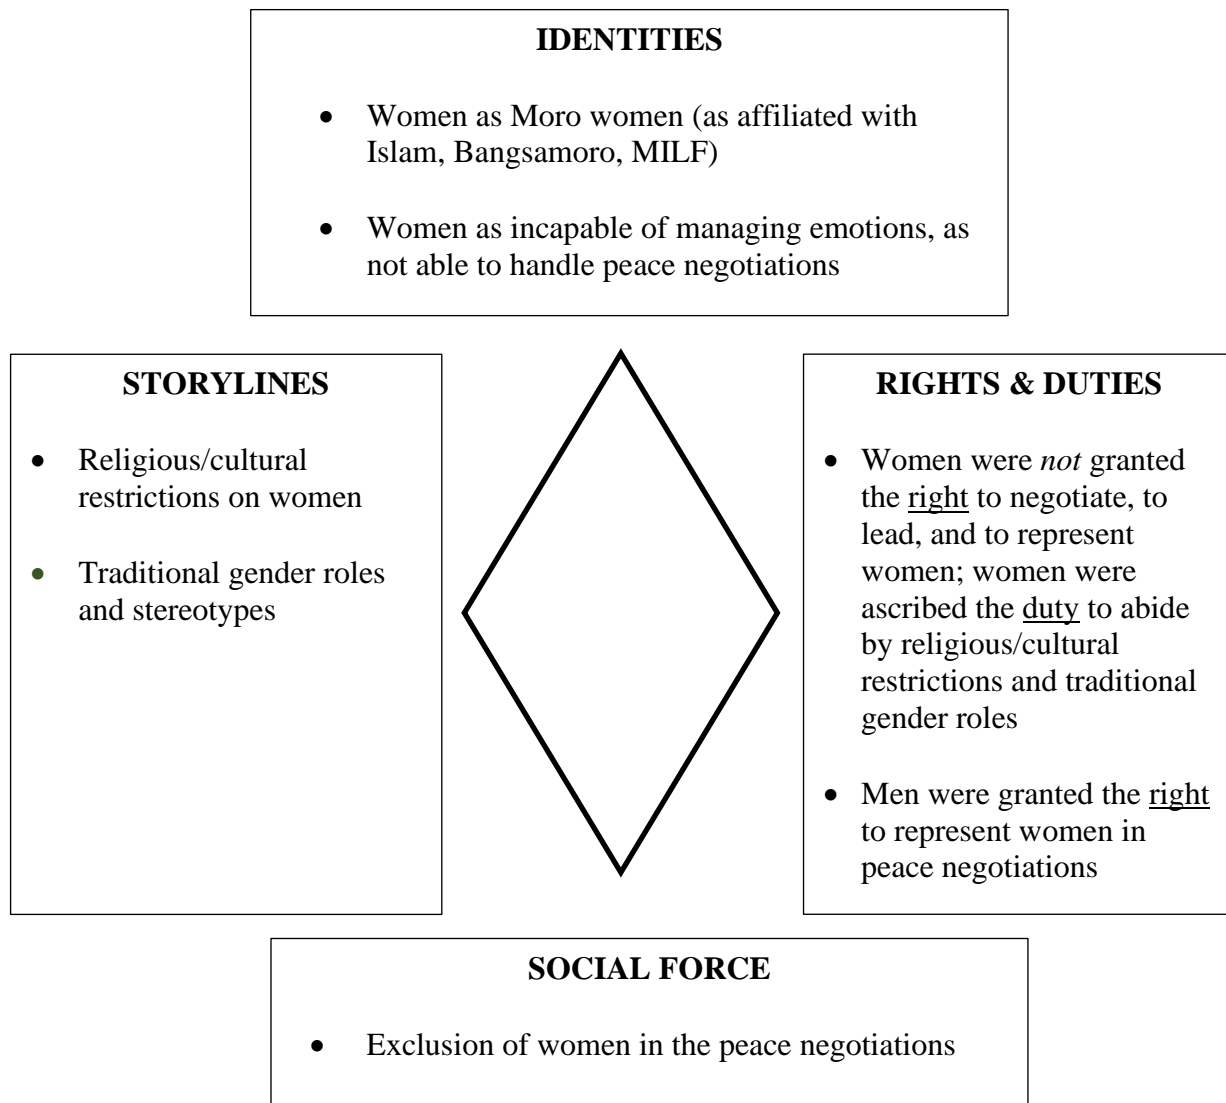 IDENTITIES
• Women as Moro women (as affiliated with
Islam, Bangsamoro, MILF)
• Women as incapable of managing emotions, as
not able to handle peace negotiations
STORYLINES
• Religious/cultural
restrictions on women
• Traditional gender roles
and stereotypes
RIGHTS & DUTIES
• Women were not granted
the right to negotiate, to
lead, and to represent
women; women were
ascribed the duty to abide
by religious/cultural
restrictions and traditional
gender roles
• Men were granted the right
to represent women in
peace negotiations
SOCIAL FORCE
• Exclusion of women in the peace negotiations